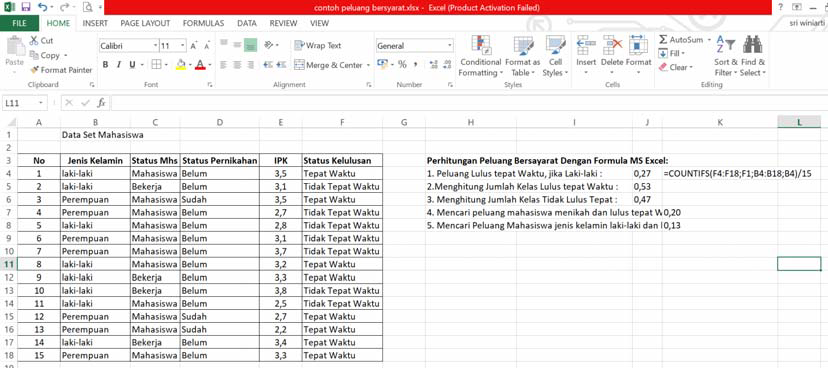 contoh peluang bersyarat.xlsx - Excel (Product Activation Failed)
FILE HOME INSERT PAGE LAYOUT FORMULAS DATA REVIEW VIEW sri winiarti
Cut Calibri 11 Wrap Text General AutoSum
Paste Copy Format Painter B I U Merge & Center Conditional Formatting Format as Table Cell Styles Insert Delete Format Fill Clear Sort & Filter Find & Select
Clipboard Font Alignment Number Styles Cells Editing
L11 fx
A B C D E F G H I J K L
1 Data Set Mahasiswa
2
3 No Jenis Kelamin Status Mhs Status Pernikahan IPK Status Kelulusan Perhitungan Peluang Bersayarat Dengan Formula MS Excel:
4 1 laki-laki Mahasiswa Belum 3,5 Tepat Waktu 1. Peluang Lulus tepat Waktu, jika Laki-laki : 0,27 =COUNTIFS(F4:F18;F1;B4:B18;B4)/15
5 2 laki-laki Bekerja Belum 3,1 Tidak Tepat Waktu 2.Menghitung Jumlah Kelas Lulus tepat Waktu : 0,53
6 3 Perempuan Mahasiswa Sudah 3,5 Tepat Waktu 3. Menghitung Jumlah Kelas Tidak Lulus Tepat : 0,47
7 4 Perempuan Mahasiswa Belum 2,7 Tidak Tepat Waktu 4. Mencari peluang mahasiswa menikah dan lulus tepat W 0,20
8 5 laki-laki Mahasiswa Belum 2,8 Tidak Tepat Waktu 5. Mencari Peluang Mahasiswa jenis kelamin laki-laki dan 0,13
9 6 Perempuan Mahasiswa Belum 3,1 Tidak Tepat Waktu
10 7 Perempuan Mahasiswa Belum 3,7 Tidak Tepat Waktu
11 8 laki-laki Mahasiswa Belum 3,2 Tepat Waktu
12 9 laki-laki Bekerja Belum 3,3 Tepat Waktu
13 10 laki-laki Bekerja Belum 3,8 Tidak Tepat Waktu
14 11 laki-laki Mahasiswa Belum 2,5 Tidak Tepat Waktu
15 12 Perempuan Mahasiswa Sudah 2,7 Tepat Waktu
16 13 Perempuan Mahasiswa Sudah 2,2 Tepat Waktu
17 14 laki-laki Bekerja Belum 3,4 Tepat Waktu
18 15 Perempuan Mahasiswa Belum 3,3 Tepat Waktu